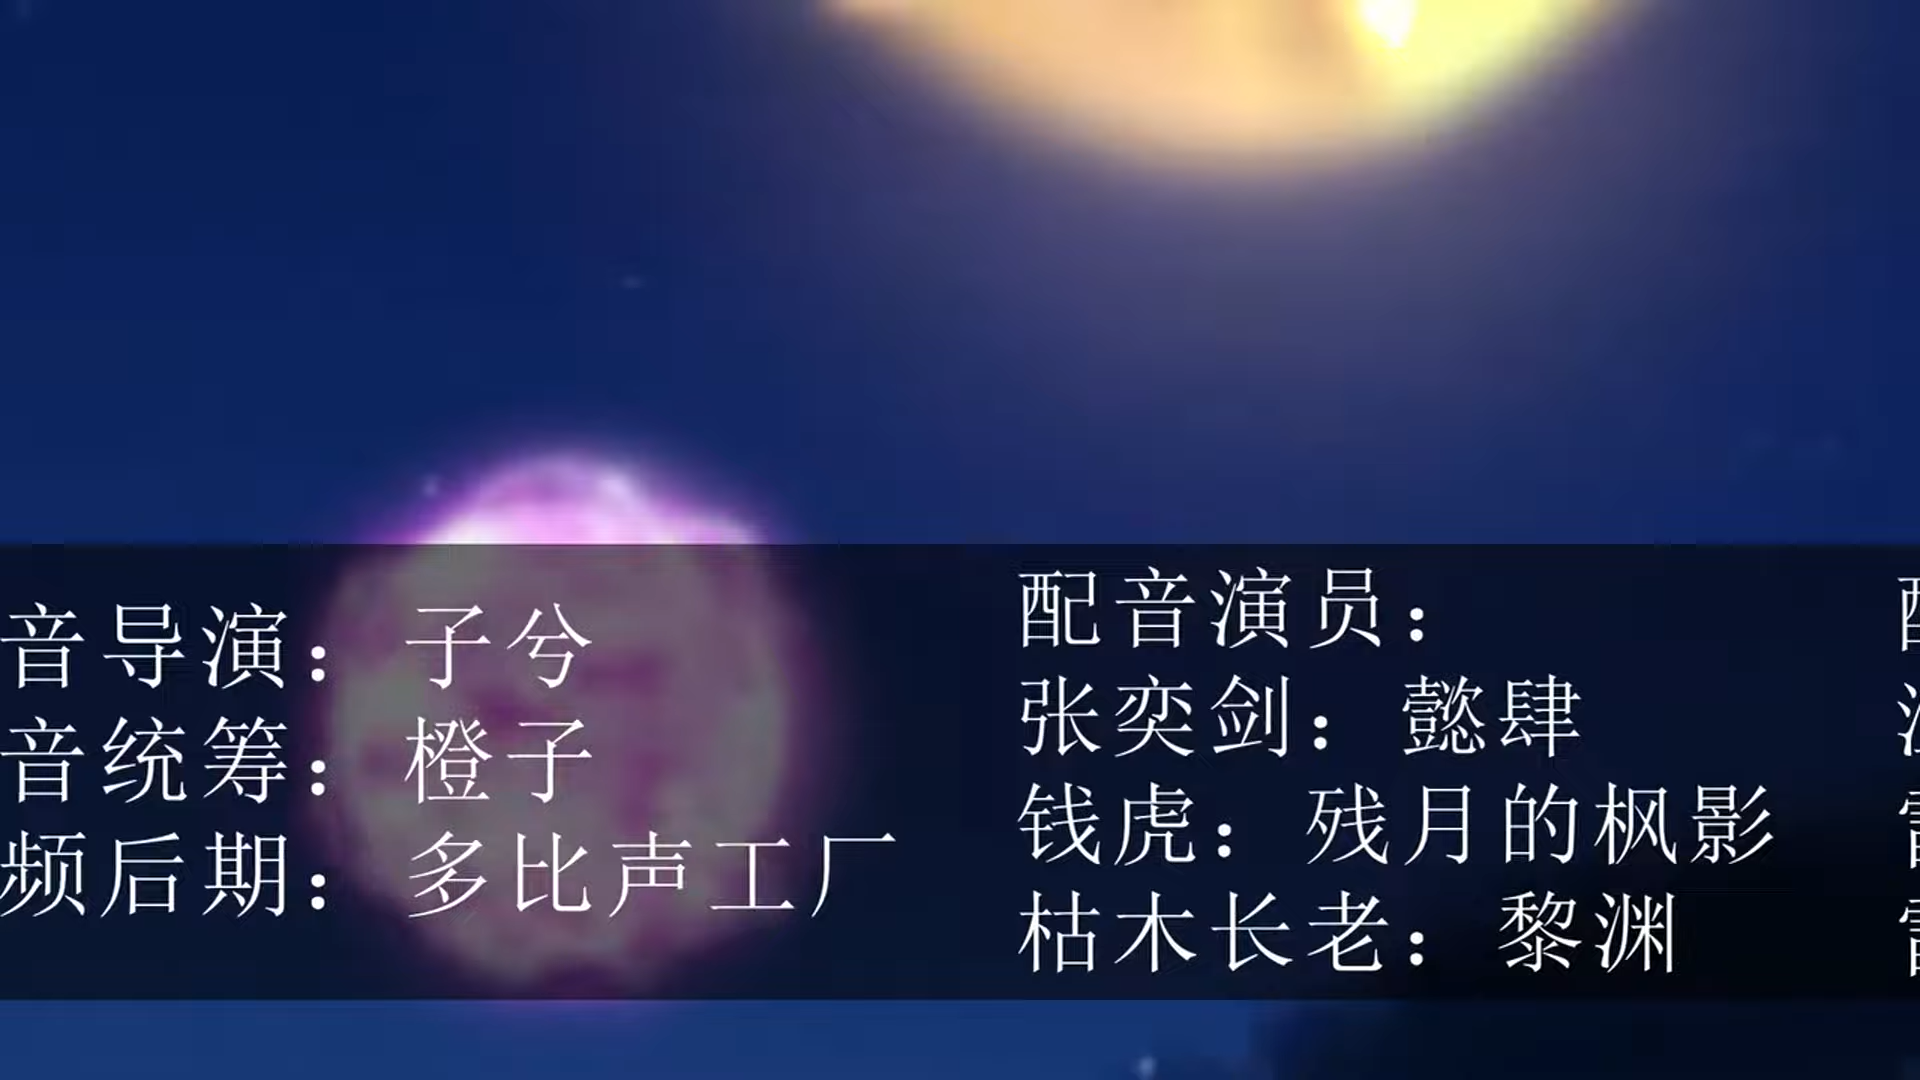 音导演：子兮
音统筹：橙子
频后期：多比声工厂
配音演员：
张奕剑：懿肆
钱虎：残月的枫影
枯木长老：黎渊